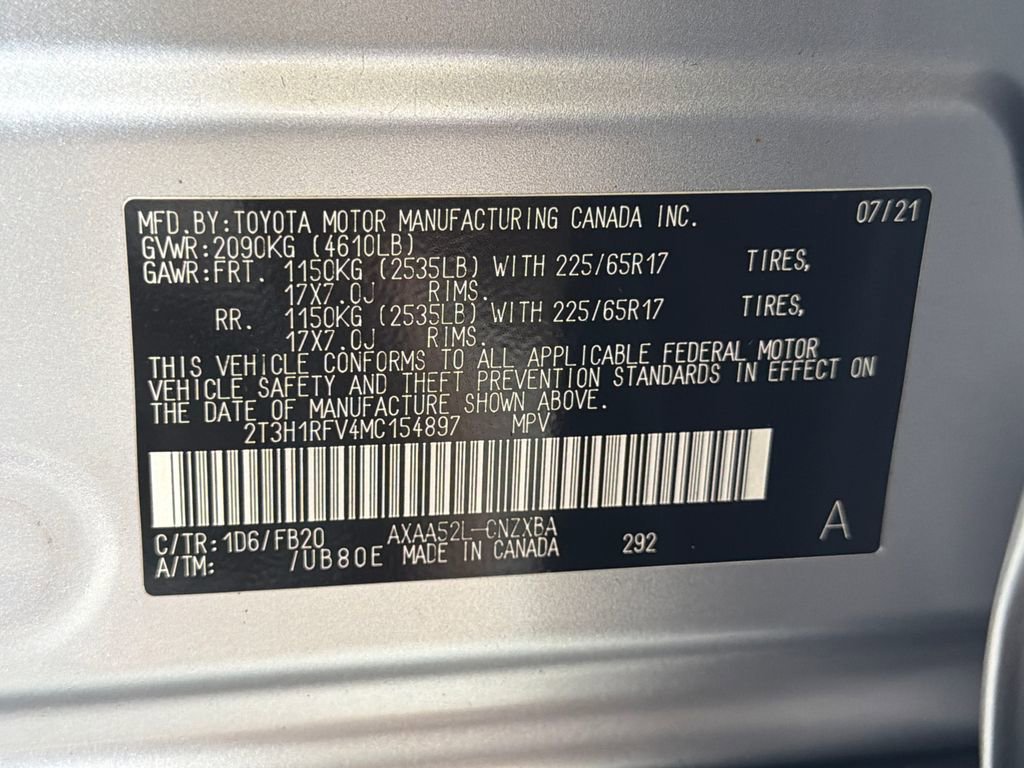 MFD.BY:TOYOTA MOTOR MANUFACTURING CANADA INC. 07/21
GVWR:2090KG (4610LB)
GAWR:FRT. 1150KG (2535LB) WITH 225/65R17 TIRES,
17X7.0J RIMS.
RR. 1150KG (2535LB) WITH 225/65R17 TIRES,
17X7.0J RIMS.
THIS VEHICLE CONFORMS TO ALL APPLICABLE FEDERAL MOTOR
VEHICLE SAFETY AND THEFT PREVENTION STANDARDS IN EFFECT ON
THE DATE OF MANUFACTURE SHOWN ABOVE.
2T3H1RFV4MC154897 MPV
C/TR:1D6/FB20 AXAA52L-CNZXBA
A/TM: /UB80E MADE IN CANADA 292 A